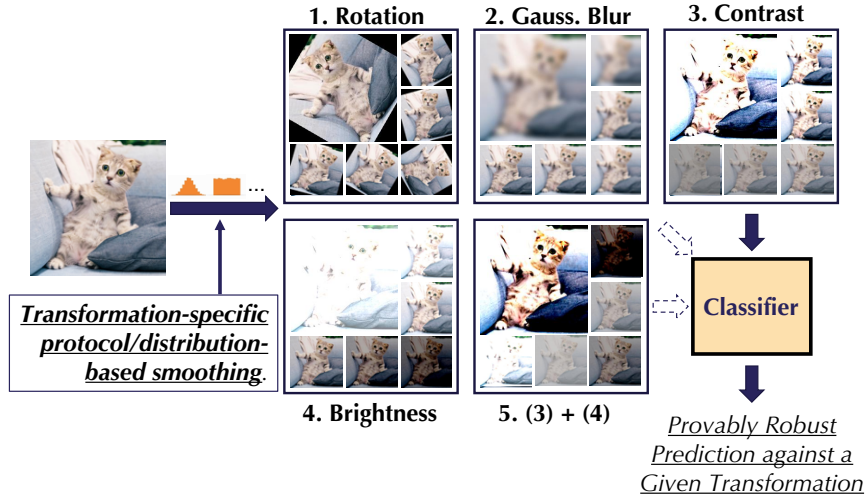 1. Rotation
2. Gauss. Blur
3. Contrast
...
Transformation-specific
protocol/distribution-
based smoothing.
4. Brightness
5. (3) + (4)
Classifier
Provably Robust
Prediction against a
Given Transformation